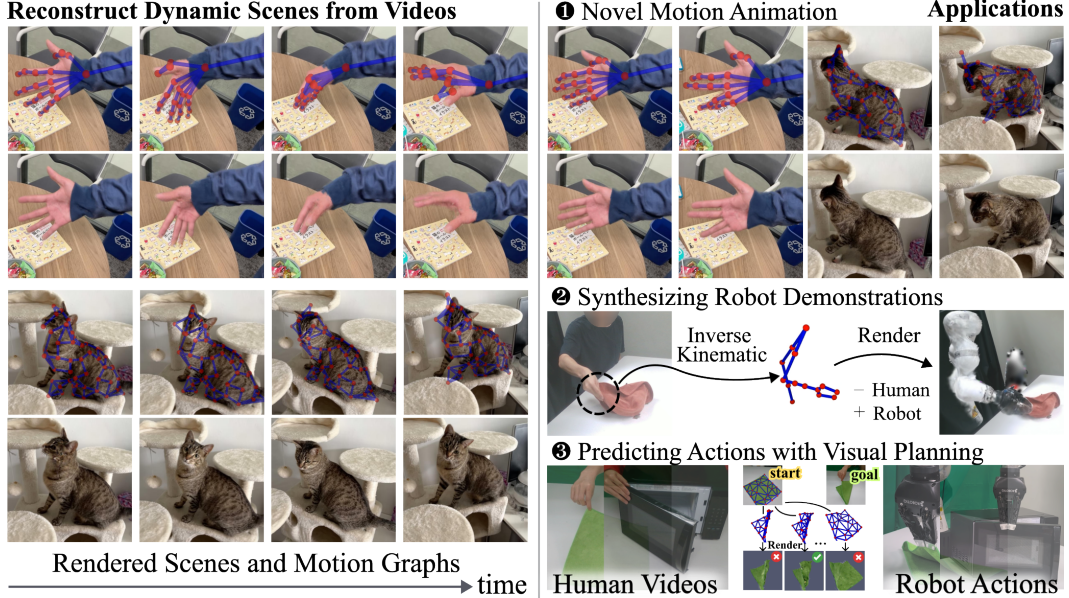 Reconstruct Dynamic Scenes from Videos
Rendered Scenes and Motion Graphs
time
Applications
❶ Novel Motion Animation
❷ Synthesizing Robot Demonstrations
Inverse
Kinematic
Render
− Human
+ Robot
❸ Predicting Actions with Visual Planning
start
goal
Render
...
Human Videos
Robot Actions